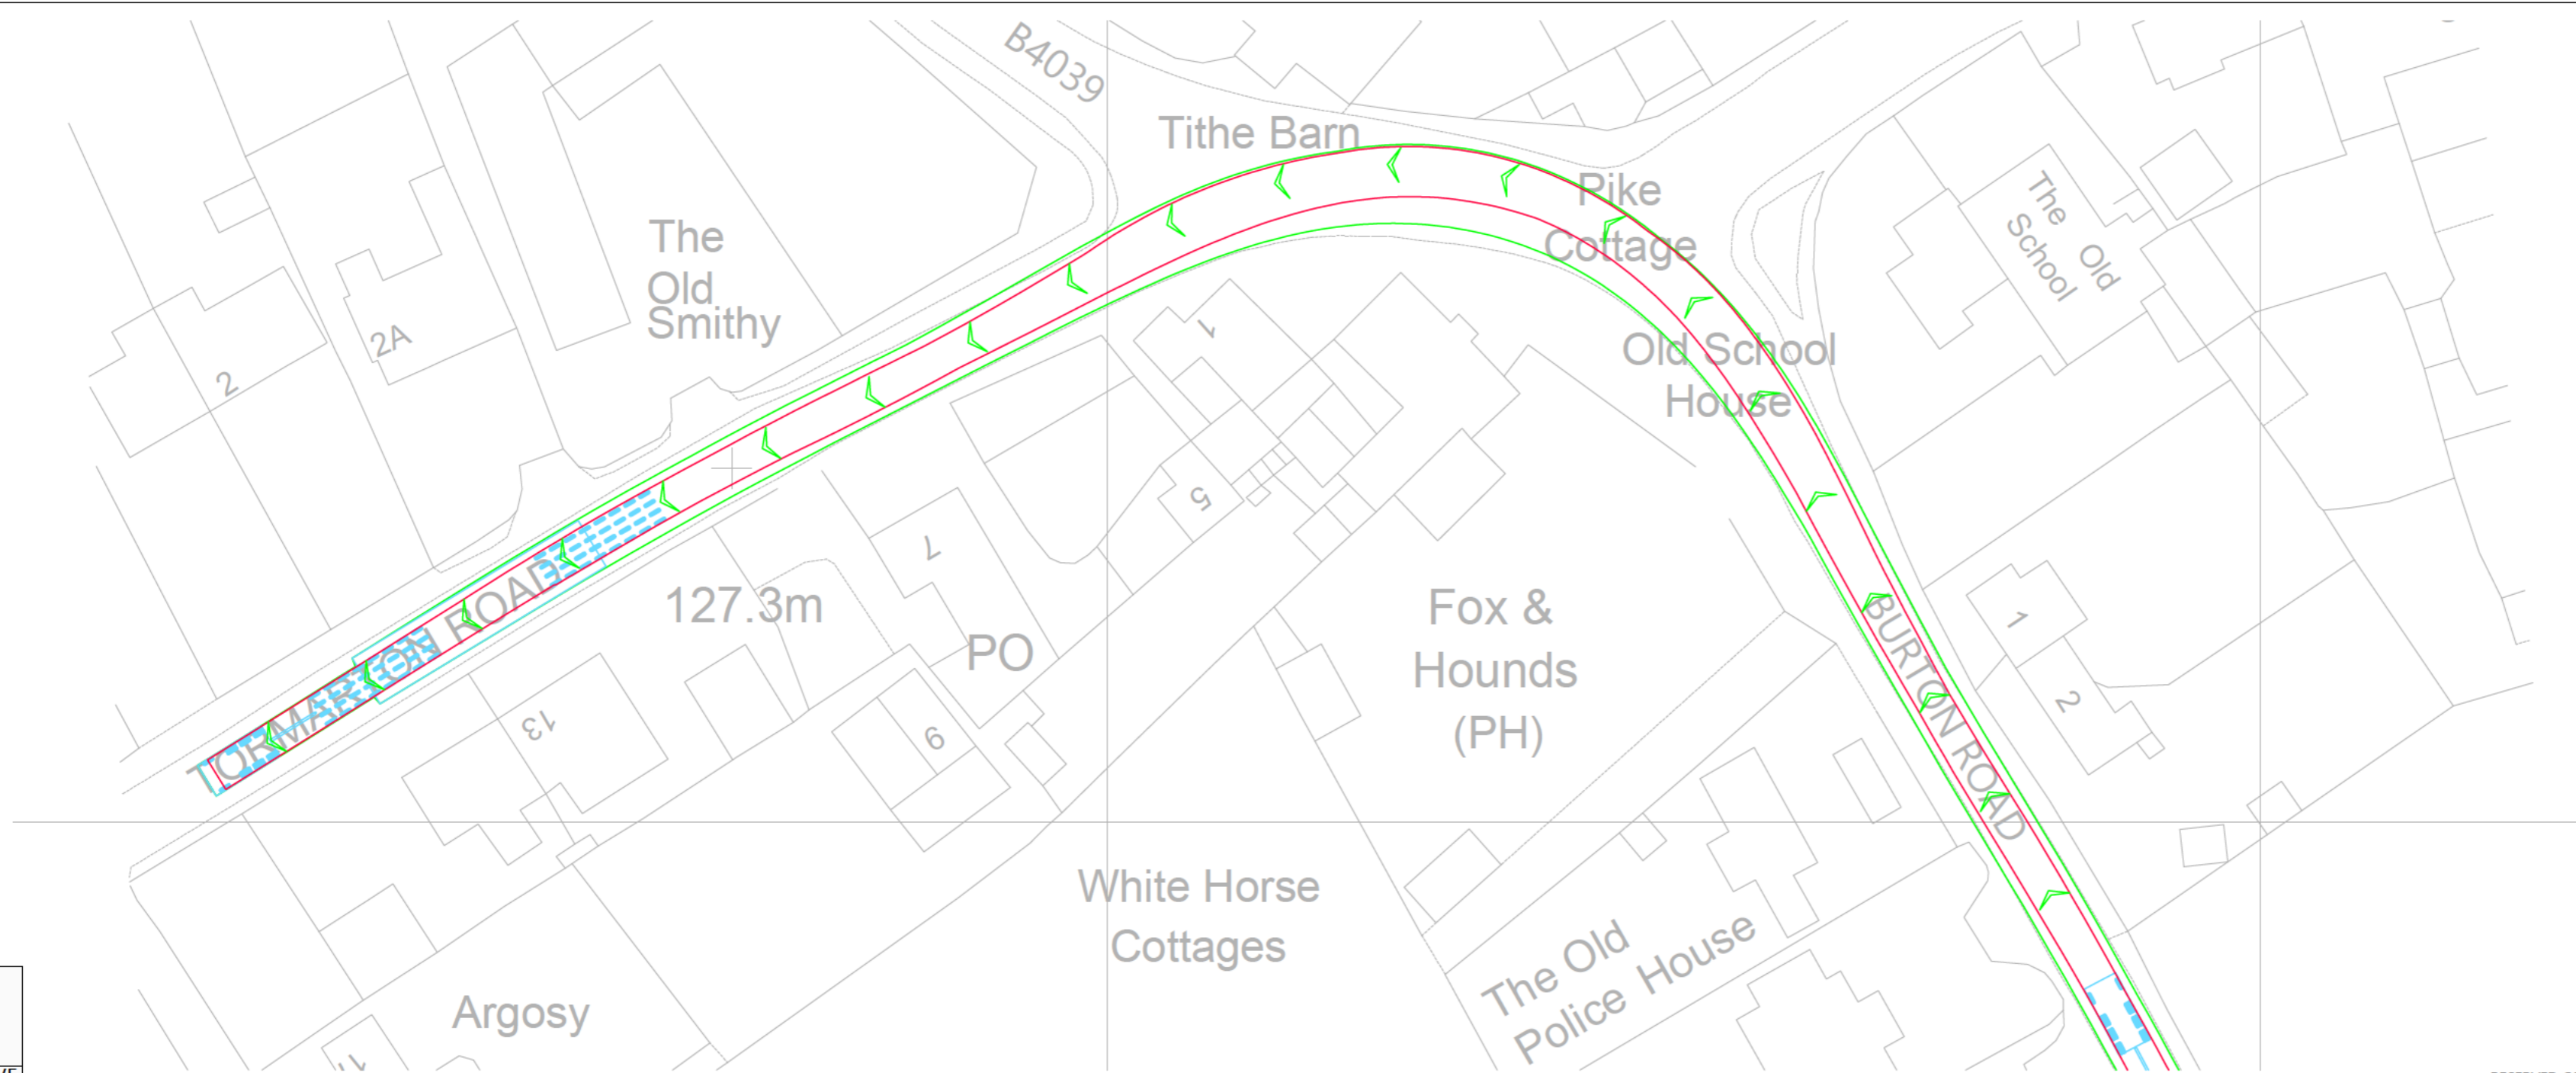 B4039
Tithe Barn
Pike
Cottage
The
Old
Smithy
The Old
School
2A
2
1
Old School
House
5
7
TORMARTON ROAD
127.3m
PO
Fox &
Hounds
(PH)
BURTON ROAD
1
2
13
9
White Horse
Cottages
The Old
Police House
Argosy